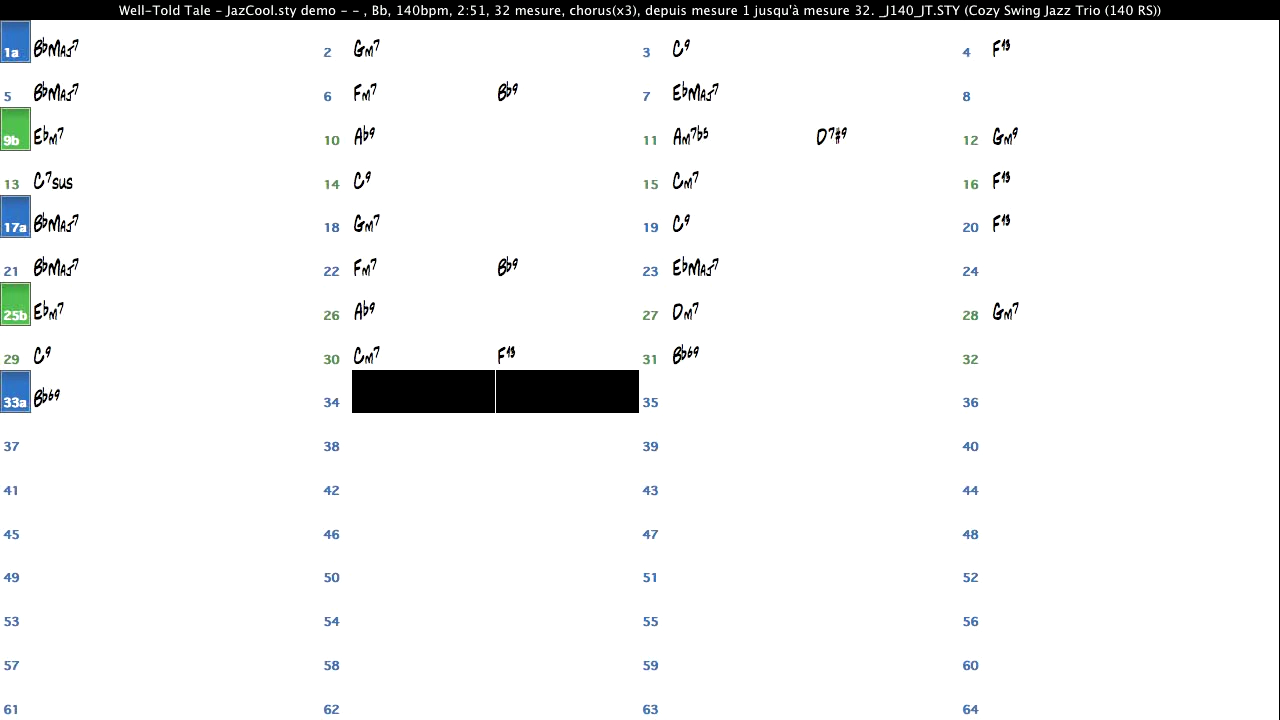 Well-Told Tale - JazCool.sty demo - - , Bb, 140bpm, 2:51, 32 mesure, chorus(x3), depuis mesure 1 jusqu'à mesure 32. _J140_JT.STY (Cozy Swing Jazz Trio (140 RS))
1a BbMaj7 2 Gm7 3 C9 4 F13
5 BbMaj7 6 Fm7 Bb9 7 EbMaj7 8
9b Ebm7 10 Ab9 11 Am7b5 D7#9 12 Gm9
13 C7sus 14 C9 15 Cm7 16 F13
17a BbMaj7 18 Gm7 19 C9 20 F13
21 BbMaj7 22 Fm7 Bb9 23 EbMaj7 24
25b Ebm7 26 Ab9 27 Dm7 28 Gm7
29 C9 30 Cm7 F13 31 Bb69 32
33a Bb69 34 35 36
37 38 39 40
41 42 43 44
45 46 47 48
49 50 51 52
53 54 55 56
57 58 59 60
61 62 63 64